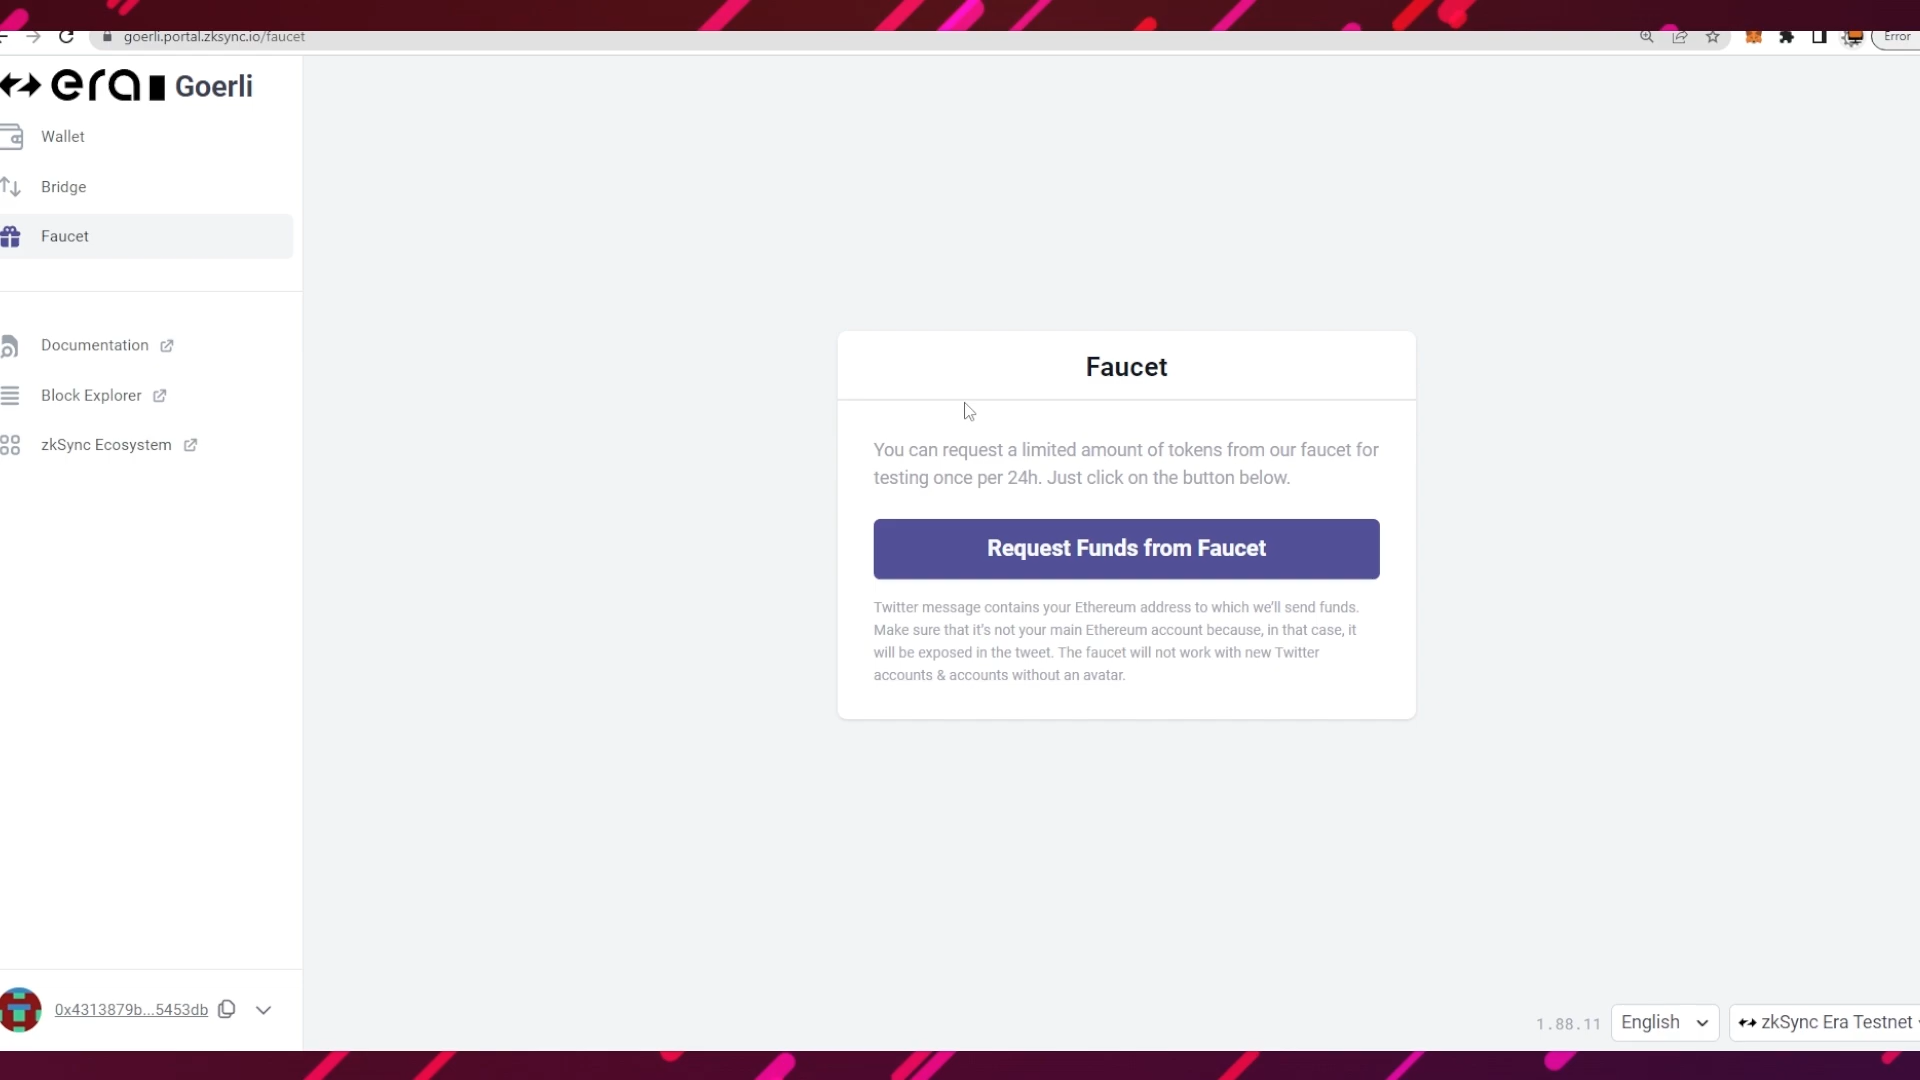 goerli.portal.zksync.io/faucet
Error
era Goerli
Wallet
Bridge
Faucet
Documentation
Block Explorer
zkSync Ecosystem
Faucet
You can request a limited amount of tokens from our faucet for
testing once per 24h. Just click on the button below.
Request Funds from Faucet
Twitter message contains your Ethereum address to which we'll send funds.
Make sure that it's not your main Ethereum account because, in that case, it
will be exposed in the tweet. The faucet will not work with new Twitter
accounts & accounts without an avatar.
0x4313879b...5453db
1.88.11
English
zkSync Era Testnet